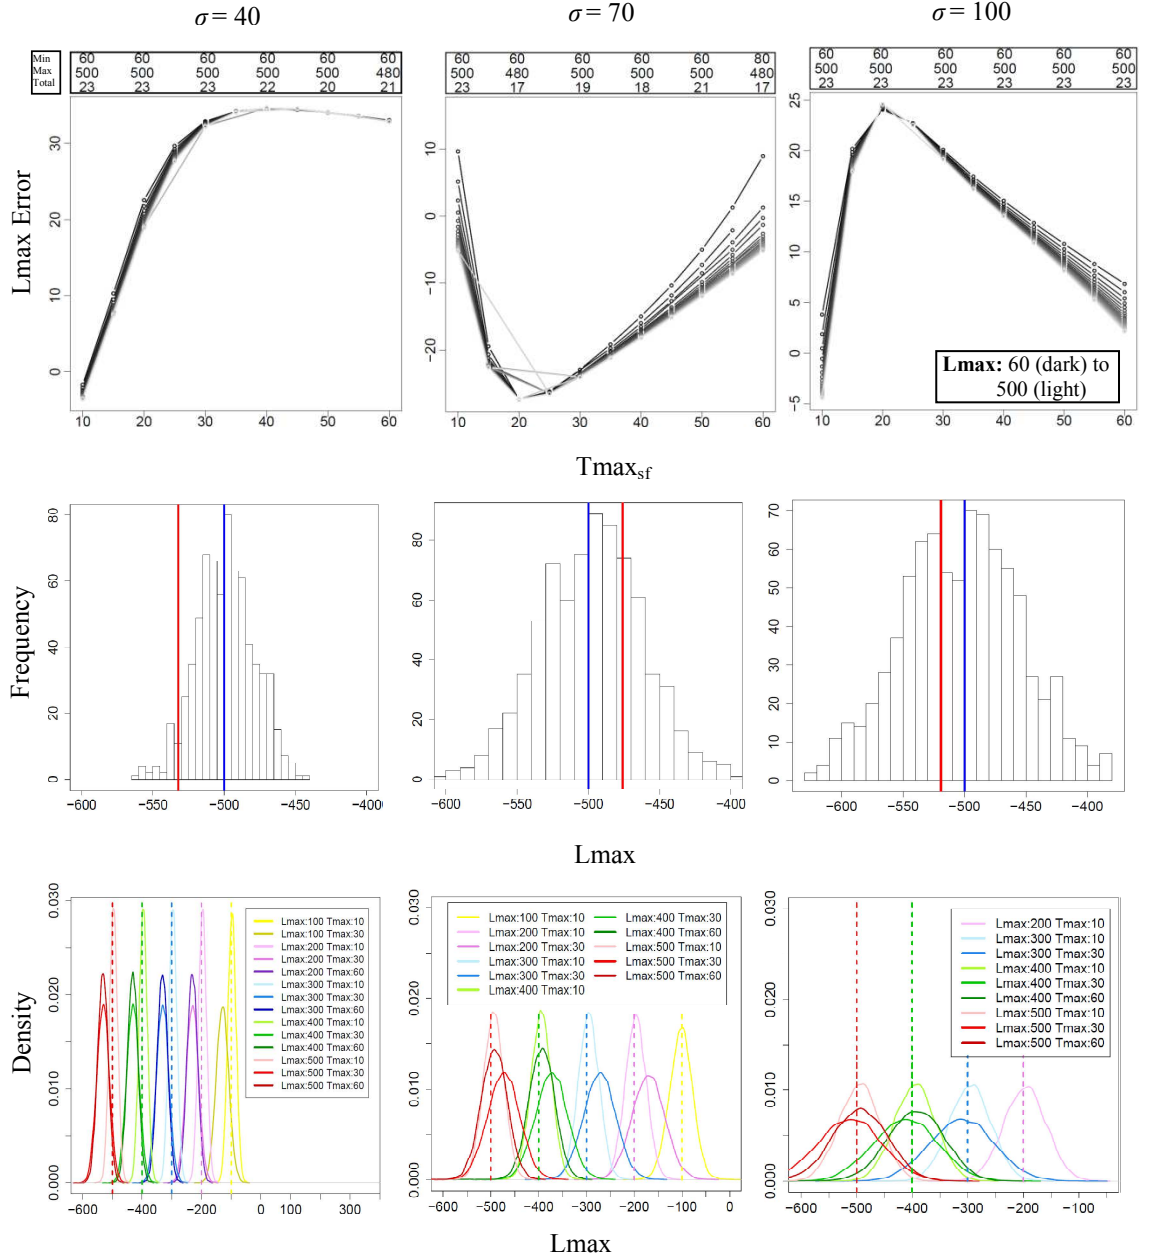 σ = 40
σ = 70
σ = 100
Min 60 60 60 60 60 60
Max 500 500 500 500 500 480
Total 23 23 23 22 20 21
60 60 60 60 60 80
500 480 500 480 500 480
23 17 19 18 21 17
60 60 60 60 60 60
500 500 500 500 500 500
23 23 23 23 23 23
Lmax Error
0 10 20 30
10 20 30 40 50 60
−20 −10 0 10
10 20 30 40 50 60
−5 0 5 10 15 20 25
10 20 30 40 50 60
Lmax: 60 (dark) to
500 (light)
Tmaxsf
Frequency
0 20 40 60 80
−600 −550 −500 −450 −400
0 20 40 60 80
−600 −550 −500 −450 −400
0 10 20 30 40 50 60 70
−600 −550 −500 −450 −400
Lmax
Density
0.000 0.010 0.020 0.030
−600 −400 −200 0 100 300
Lmax:100 Tmax:10
Lmax:100 Tmax:30
Lmax:200 Tmax:10
Lmax:200 Tmax:30
Lmax:200 Tmax:60
Lmax:300 Tmax:10
Lmax:300 Tmax:30
Lmax:300 Tmax:60
Lmax:400 Tmax:10
Lmax:400 Tmax:30
Lmax:400 Tmax:60
Lmax:500 Tmax:10
Lmax:500 Tmax:30
Lmax:500 Tmax:60
0.000 0.010 0.020 0.030
−600 −500 −400 −300 −200 −100 0
Lmax:100 Tmax:10
Lmax:200 Tmax:10
Lmax:200 Tmax:30
Lmax:300 Tmax:10
Lmax:300 Tmax:30
Lmax:400 Tmax:10
Lmax:400 Tmax:30
Lmax:400 Tmax:60
Lmax:500 Tmax:10
Lmax:500 Tmax:30
Lmax:500 Tmax:60
0.000 0.010 0.020 0.030
−600 −500 −400 −300 −200 −100
Lmax:200 Tmax:10
Lmax:300 Tmax:10
Lmax:300 Tmax:30
Lmax:400 Tmax:10
Lmax:400 Tmax:30
Lmax:400 Tmax:60
Lmax:500 Tmax:10
Lmax:500 Tmax:30
Lmax:500 Tmax:60
Lmax